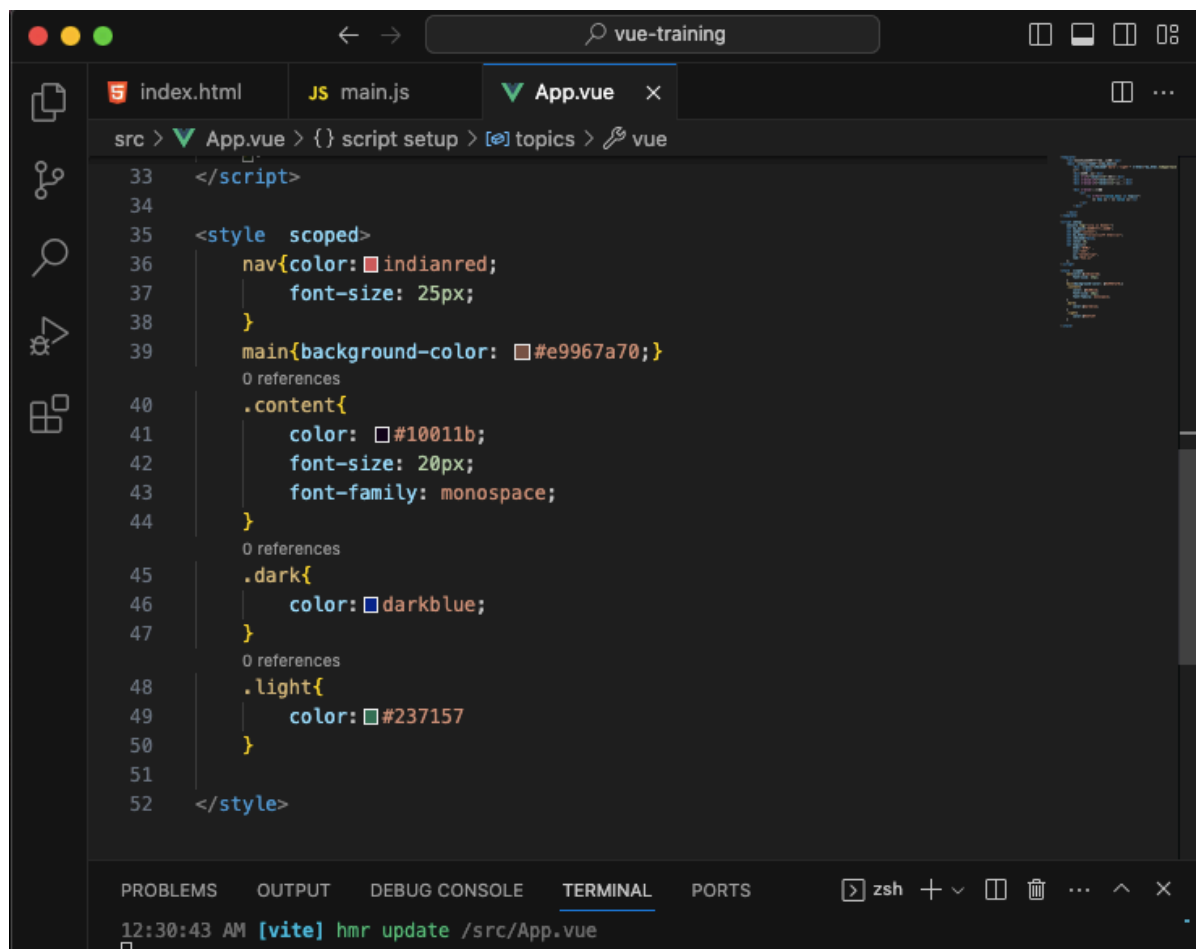 vue-training
index.html JS main.js App.vue
src > App.vue > {} script setup > topics > vue
33 </script>
34
35 <style  scoped>
36 nav{color: indianred;
37 font-size: 25px;
38 }
39 main{background-color: #e9967a70;}
0 references
40 .content{
41 color: #10011b;
42 font-size: 20px;
43 font-family: monospace;
44 }
0 references
45 .dark{
46 color: darkblue;
47 }
0 references
48 .light{
49 color: #237157
50 }
51
52 </style>
PROBLEMS OUTPUT DEBUG CONSOLE TERMINAL PORTS zsh
12:30:43 AM [vite] hmr update /src/App.vue